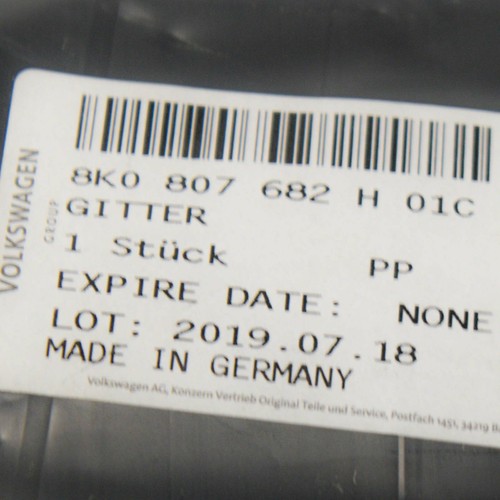 8K0 807 682 H 01C
GITTER
1 Stück PP
EXPIRE DATE: NONE
LOT: 2019.07.18
MADE IN GERMANY
Volkswagen AG, Konzern Vertrieb Original Teile und Service, Postfach 1451, 34219
VOLKSWAGEN
GROUP